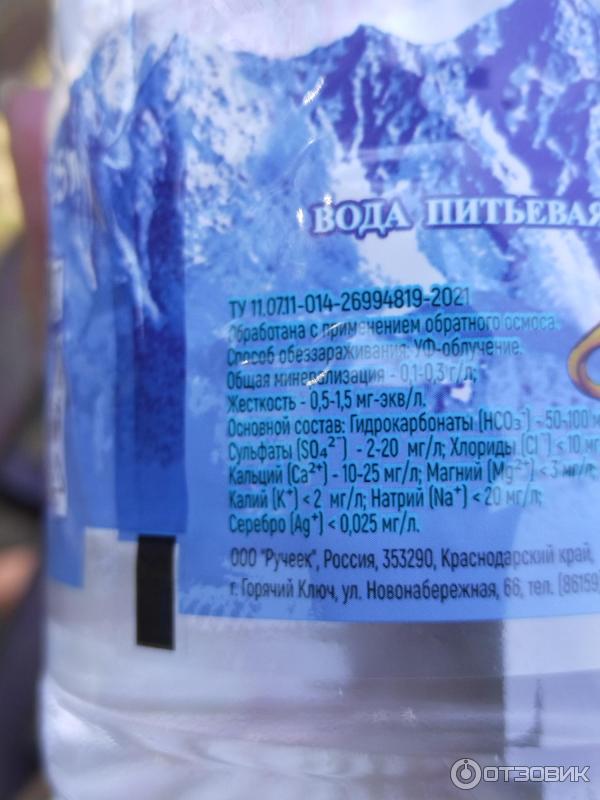 ВОДА ПИТЬЕВАЯ
ТУ 11.07.11-014-26994819-2021
Обработана с применением обратного осмоса.
Способ обеззараживания: УФ-облучение.
Общая минерализация - 0,1-0,3 г/л;
Жесткость - 0,5-1,5 мг-экв/л.
Основной состав: Гидрокарбонаты (HCO₃⁻) - 50-100 м
Сульфаты (SO₄²⁻) - 2-20 мг/л; Хлориды (Cl⁻) < 10 мг
Кальций (Ca²⁺) - 10-25 мг/л; Магний (Mg²⁺) < 3 мг/л;
Калий (K⁺) < 2 мг/л; Натрий (Na⁺) < 20 мг/л;
Серебро (Ag⁺) < 0,025 мг/л.
ООО "Ручеек", Россия, 353290, Краснодарский край,
г. Горячий Ключ, ул. Новонабережная, 66, тел. (86159)
ОТЗОВИК